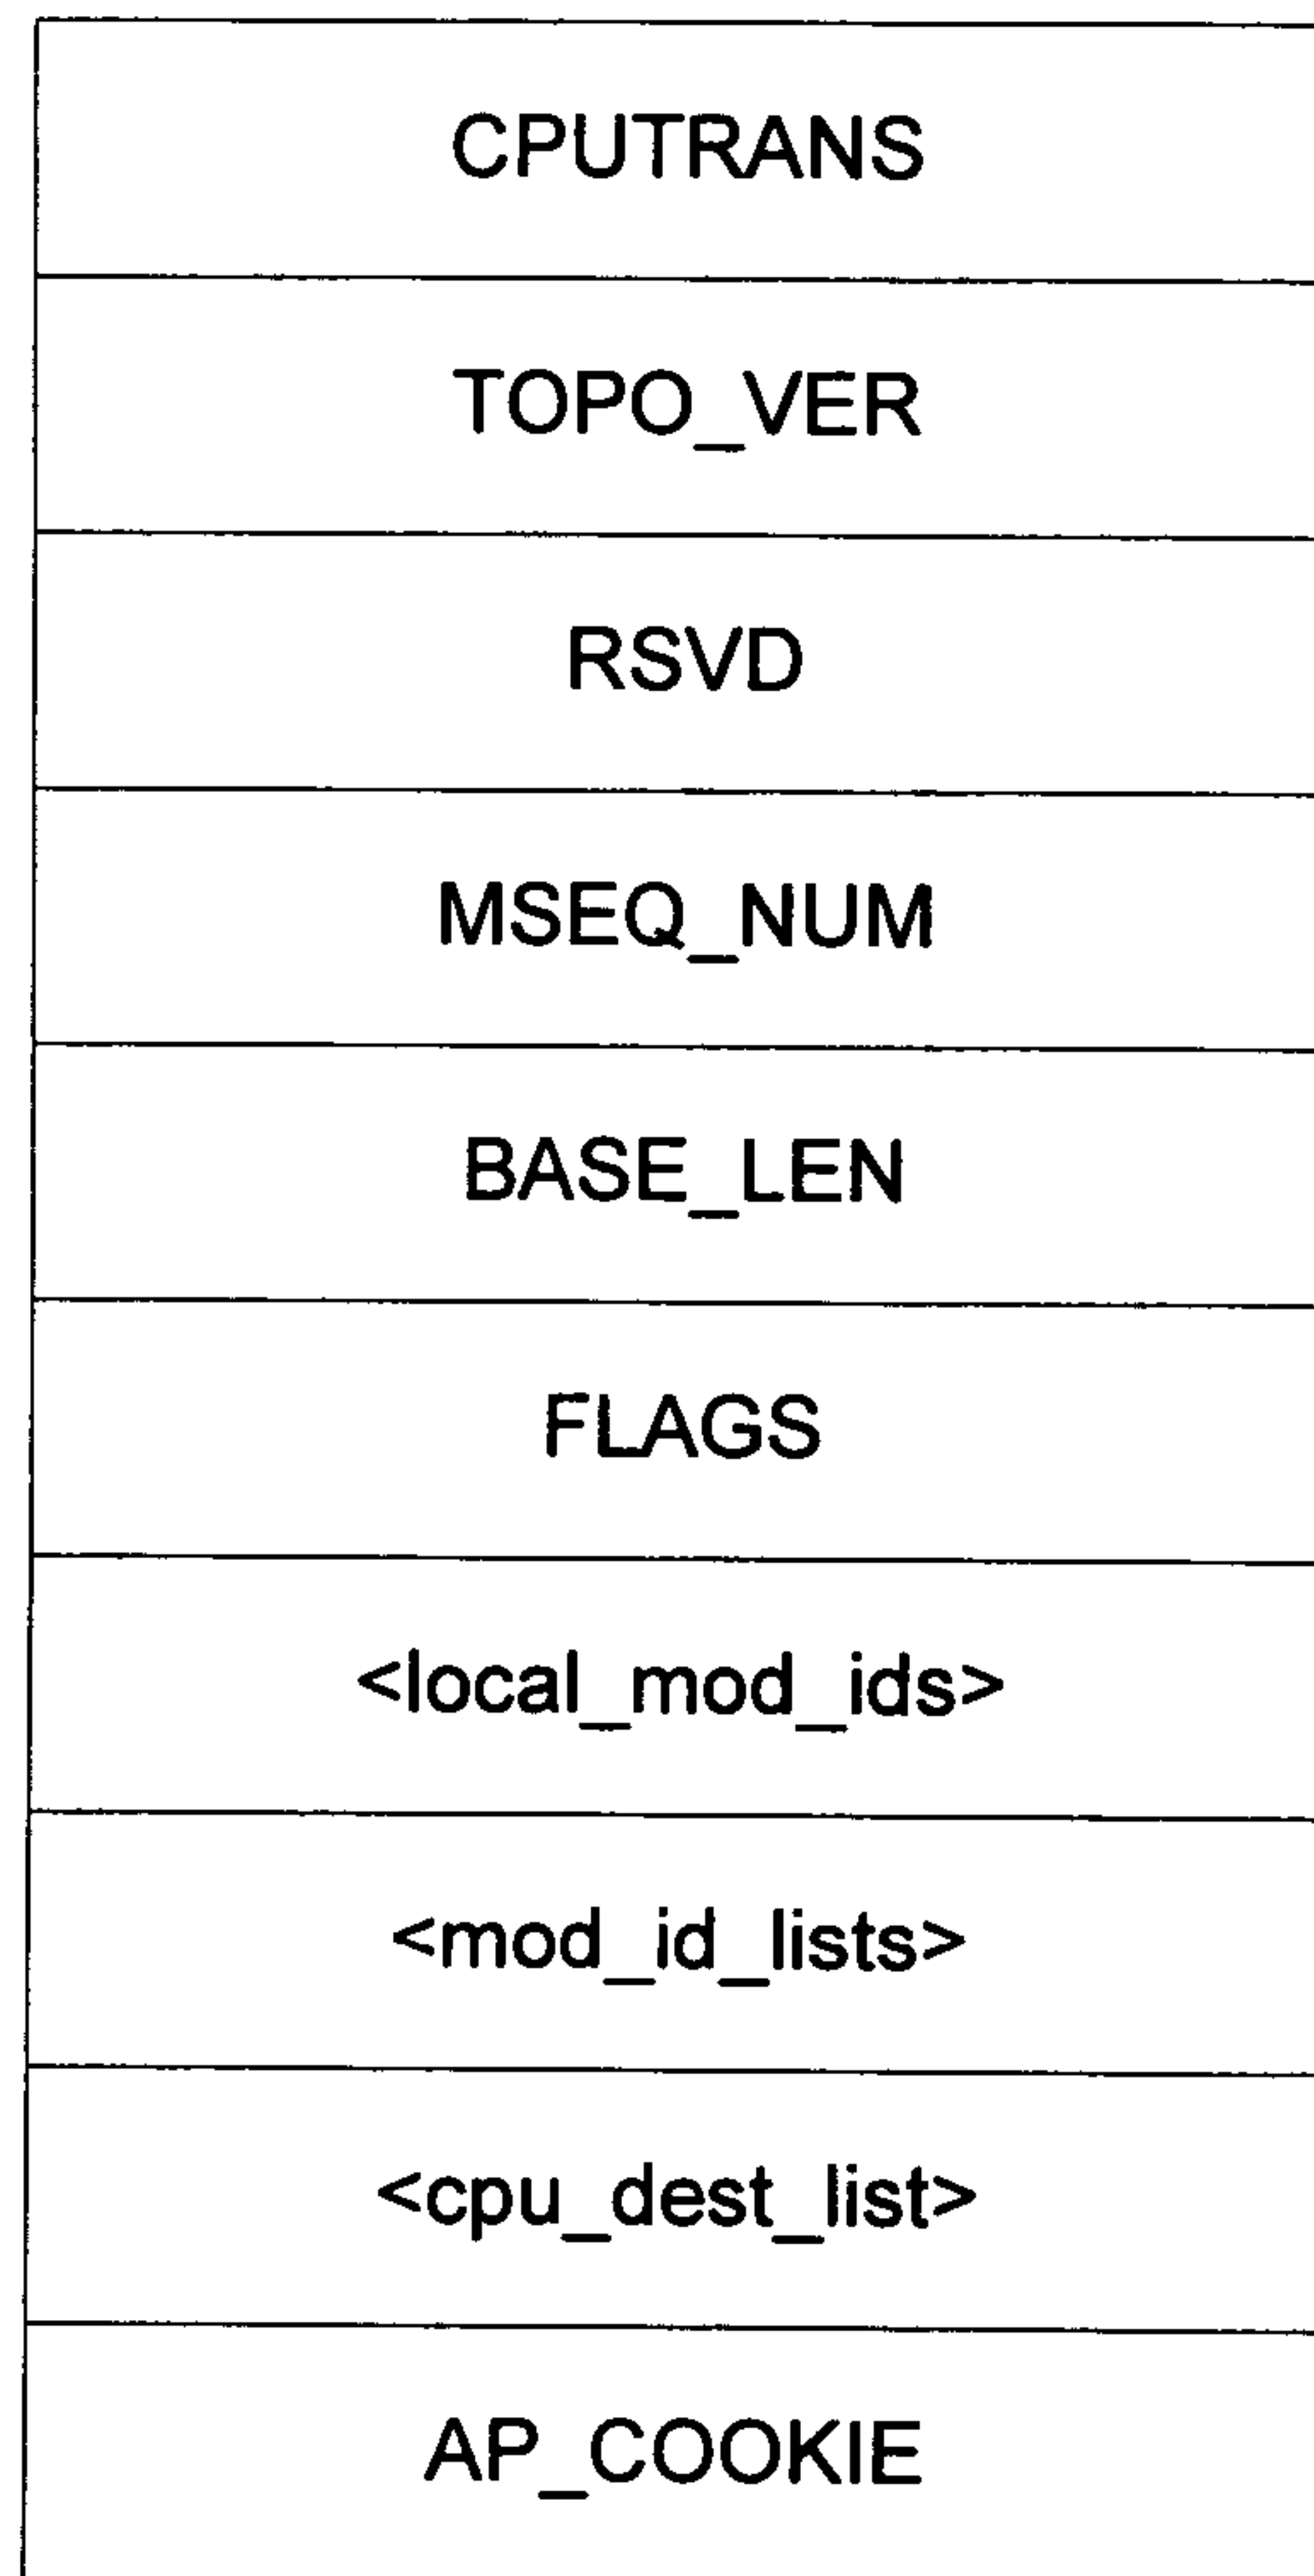 CPUTRANS
TOPO_VER
RSVD
MSEQ_NUM
BASE_LEN
FLAGS
<local_mod_ids>
<mod_id_lists>
<cpu_dest_list>
AP_COOKIE